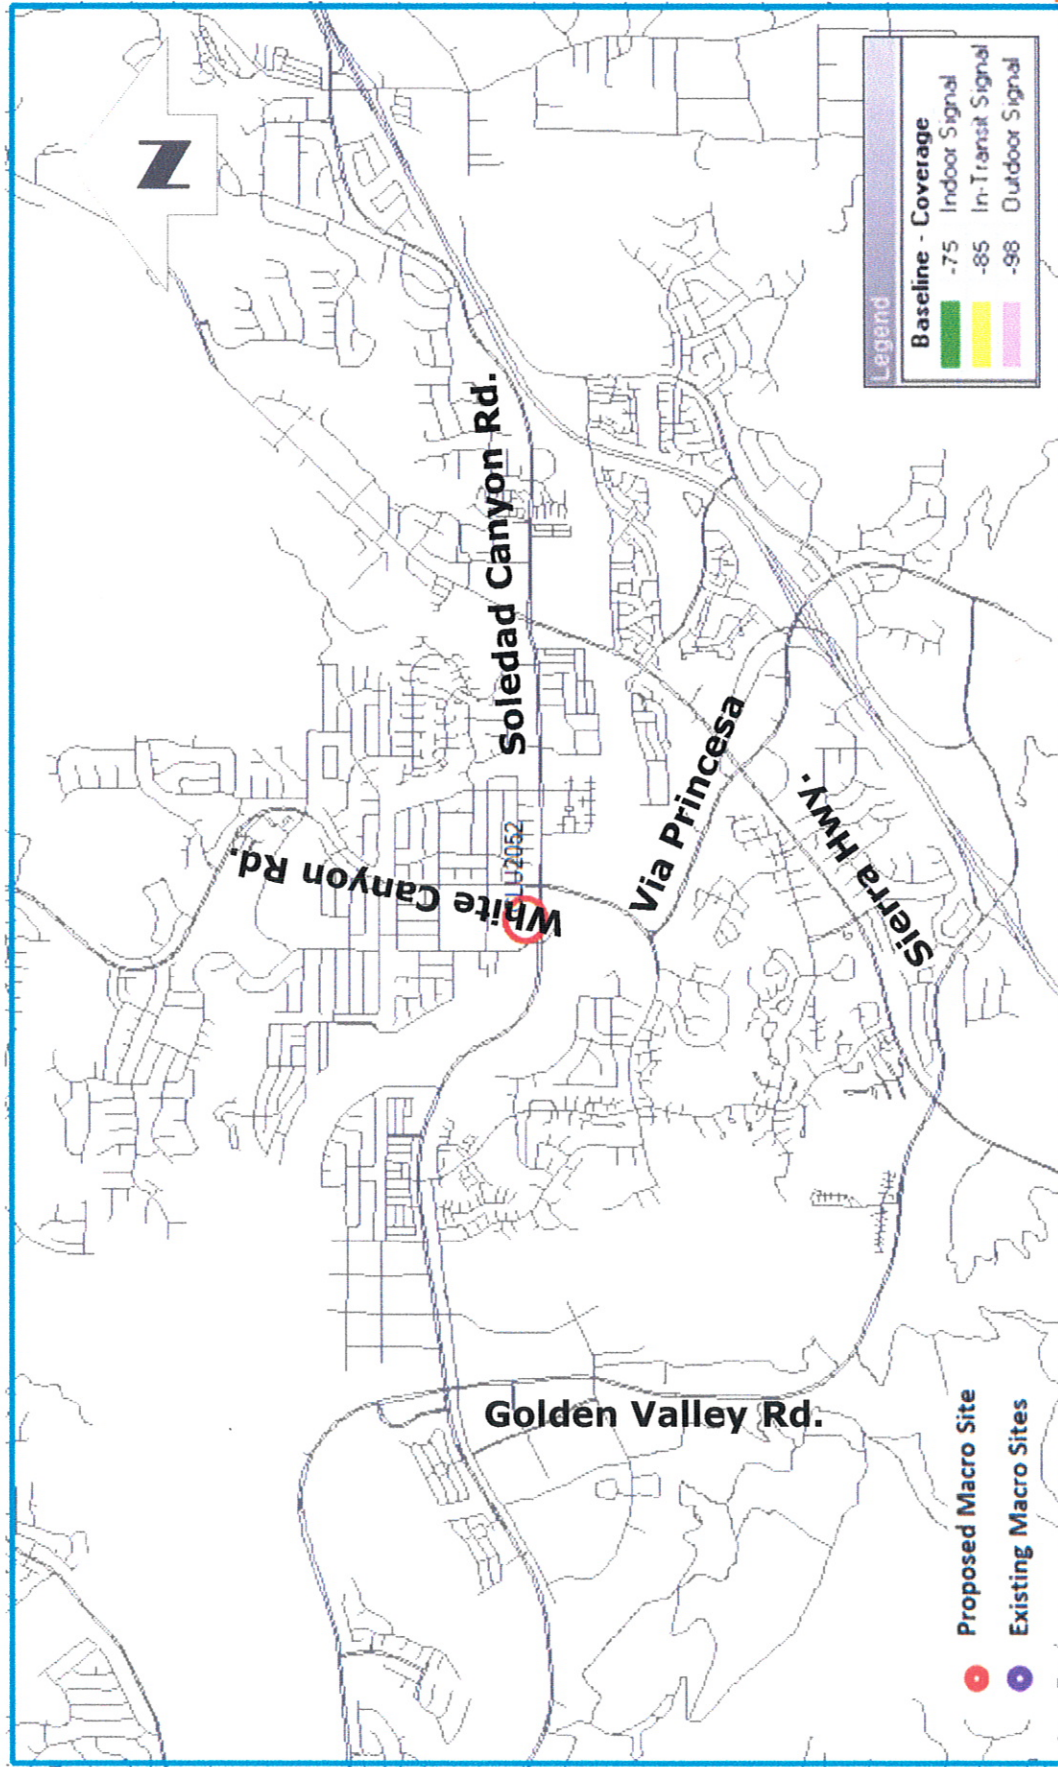 N
Soledad Canyon Rd.
White Canyon Rd.
LU2052
Via Princesa
Sierra Hwy.
Golden Valley Rd.
Legend
Baseline - Coverage
-75 Indoor Signal
-85 In-Transit Signal
-98 Outdoor Signal
Proposed Macro Site
Existing Macro Sites